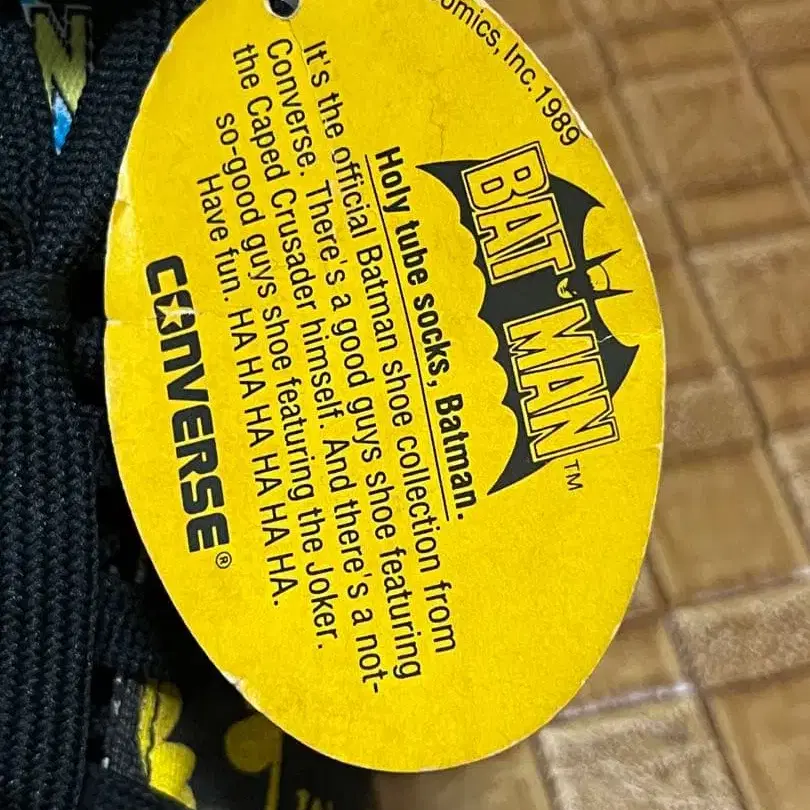 omics, Inc. 1989
BATMAN™
Holy tube socks, Batman.
It's the official Batman shoe collection from
Converse. There's a good guys shoe featuring
the Caped Crusader himself. And there's a not-
so-good guys shoe featuring the Joker.
Have fun. HA HA HA HA HA HA HA.
CONVERSE®
N